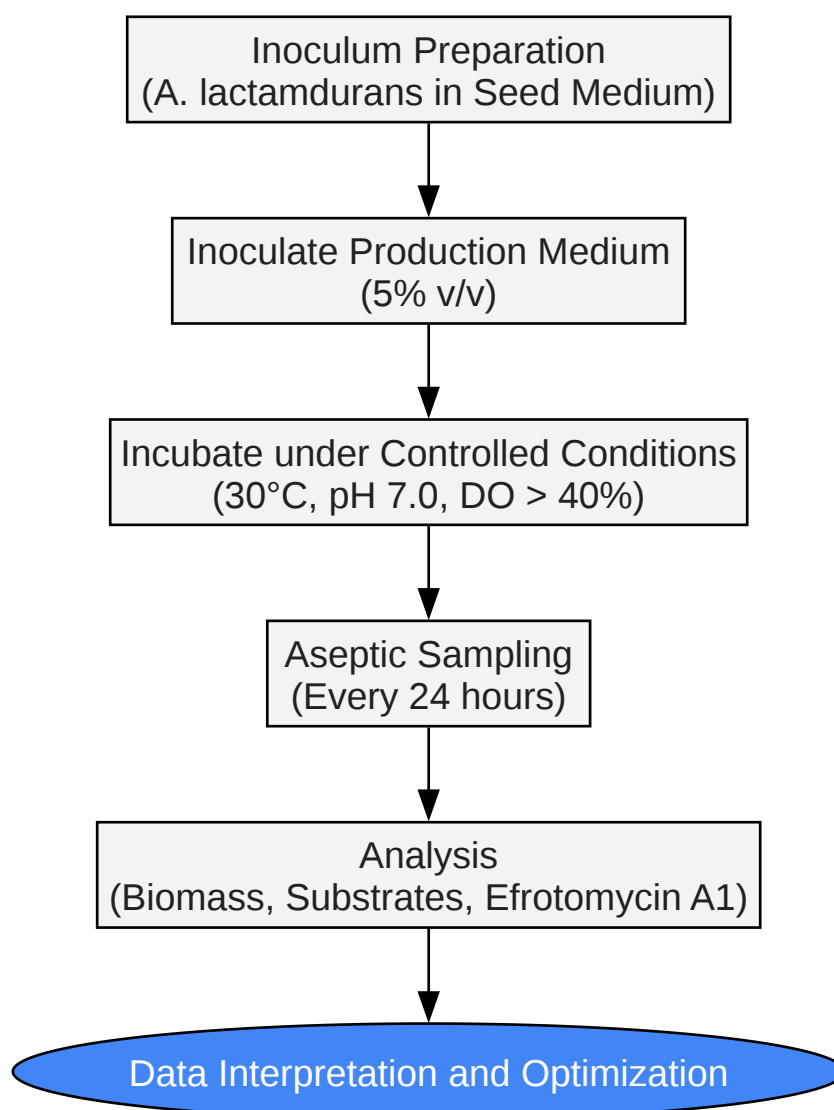 Inoculum Preparation
(A. lactamdurans in Seed Medium)
Inoculate Production Medium
(5% v/v)
Incubate under Controlled Conditions
(30°C, pH 7.0, DO > 40%)
Aseptic Sampling
(Every 24 hours)
Analysis
(Biomass, Substrates, Efrotomycin A1)
Data Interpretation and Optimization